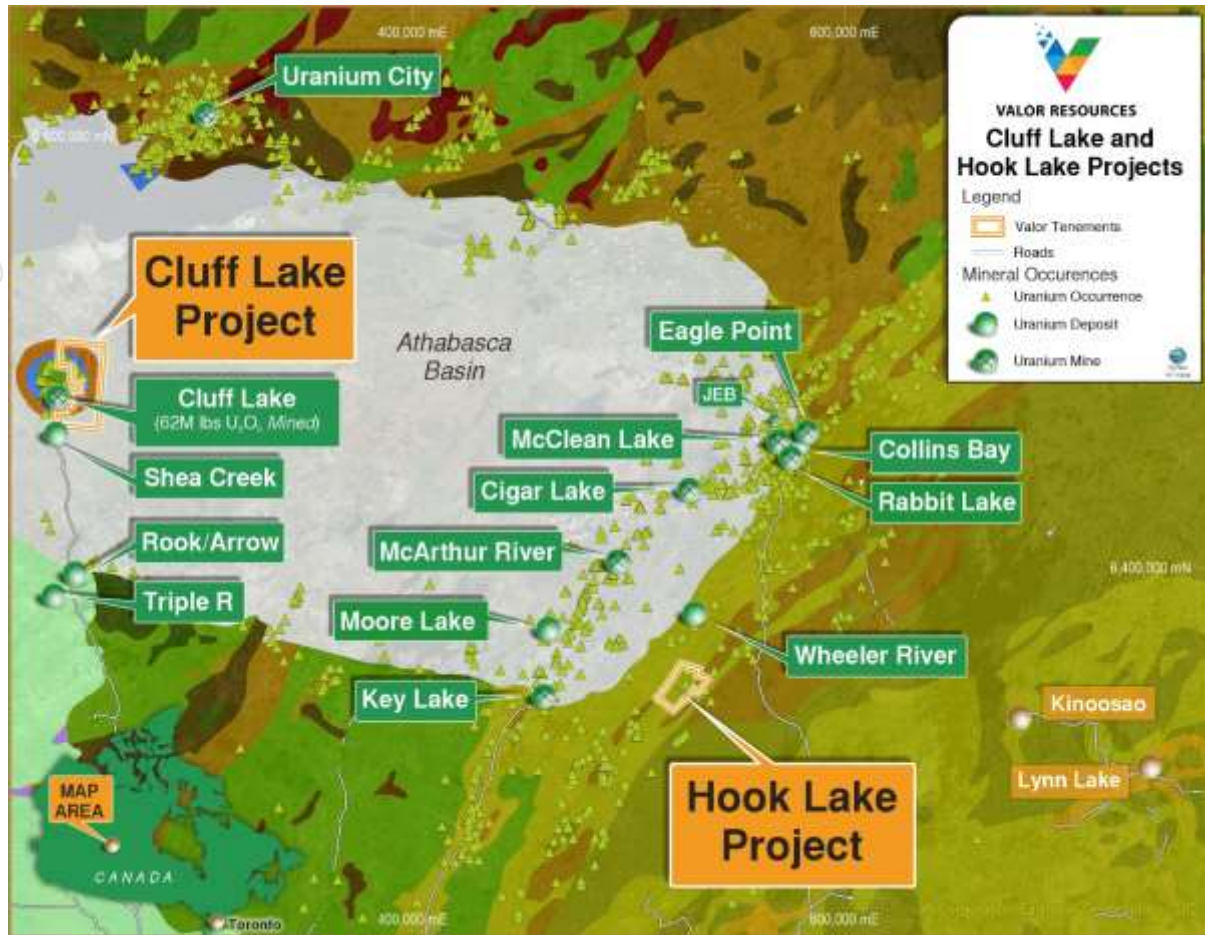 400,000 mE
600,000 mE
VALOR RESOURCES
Cluff Lake and
Hook Lake Projects
Legend
Valor Tenements
Roads
Mineral Occurences
Uranium Occurrence
Uranium Deposit
Uranium Mine
Uranium City
Cluff Lake
Project
Athabasca
Basin
Eagle Point
JEB
Cluff Lake
(62M lbs U₃O₈ Mined)
McClean Lake
Collins Bay
Shea Creek
Cigar Lake
Rabbit Lake
Rook/Arrow
McArthur River
6,400,000 mN
Triple R
Moore Lake
Wheeler River
Key Lake
Kinoosao
Lynn Lake
Hook Lake
Project
MAP
AREA
CANADA
Toronto
400,000 mE
600,000 mE